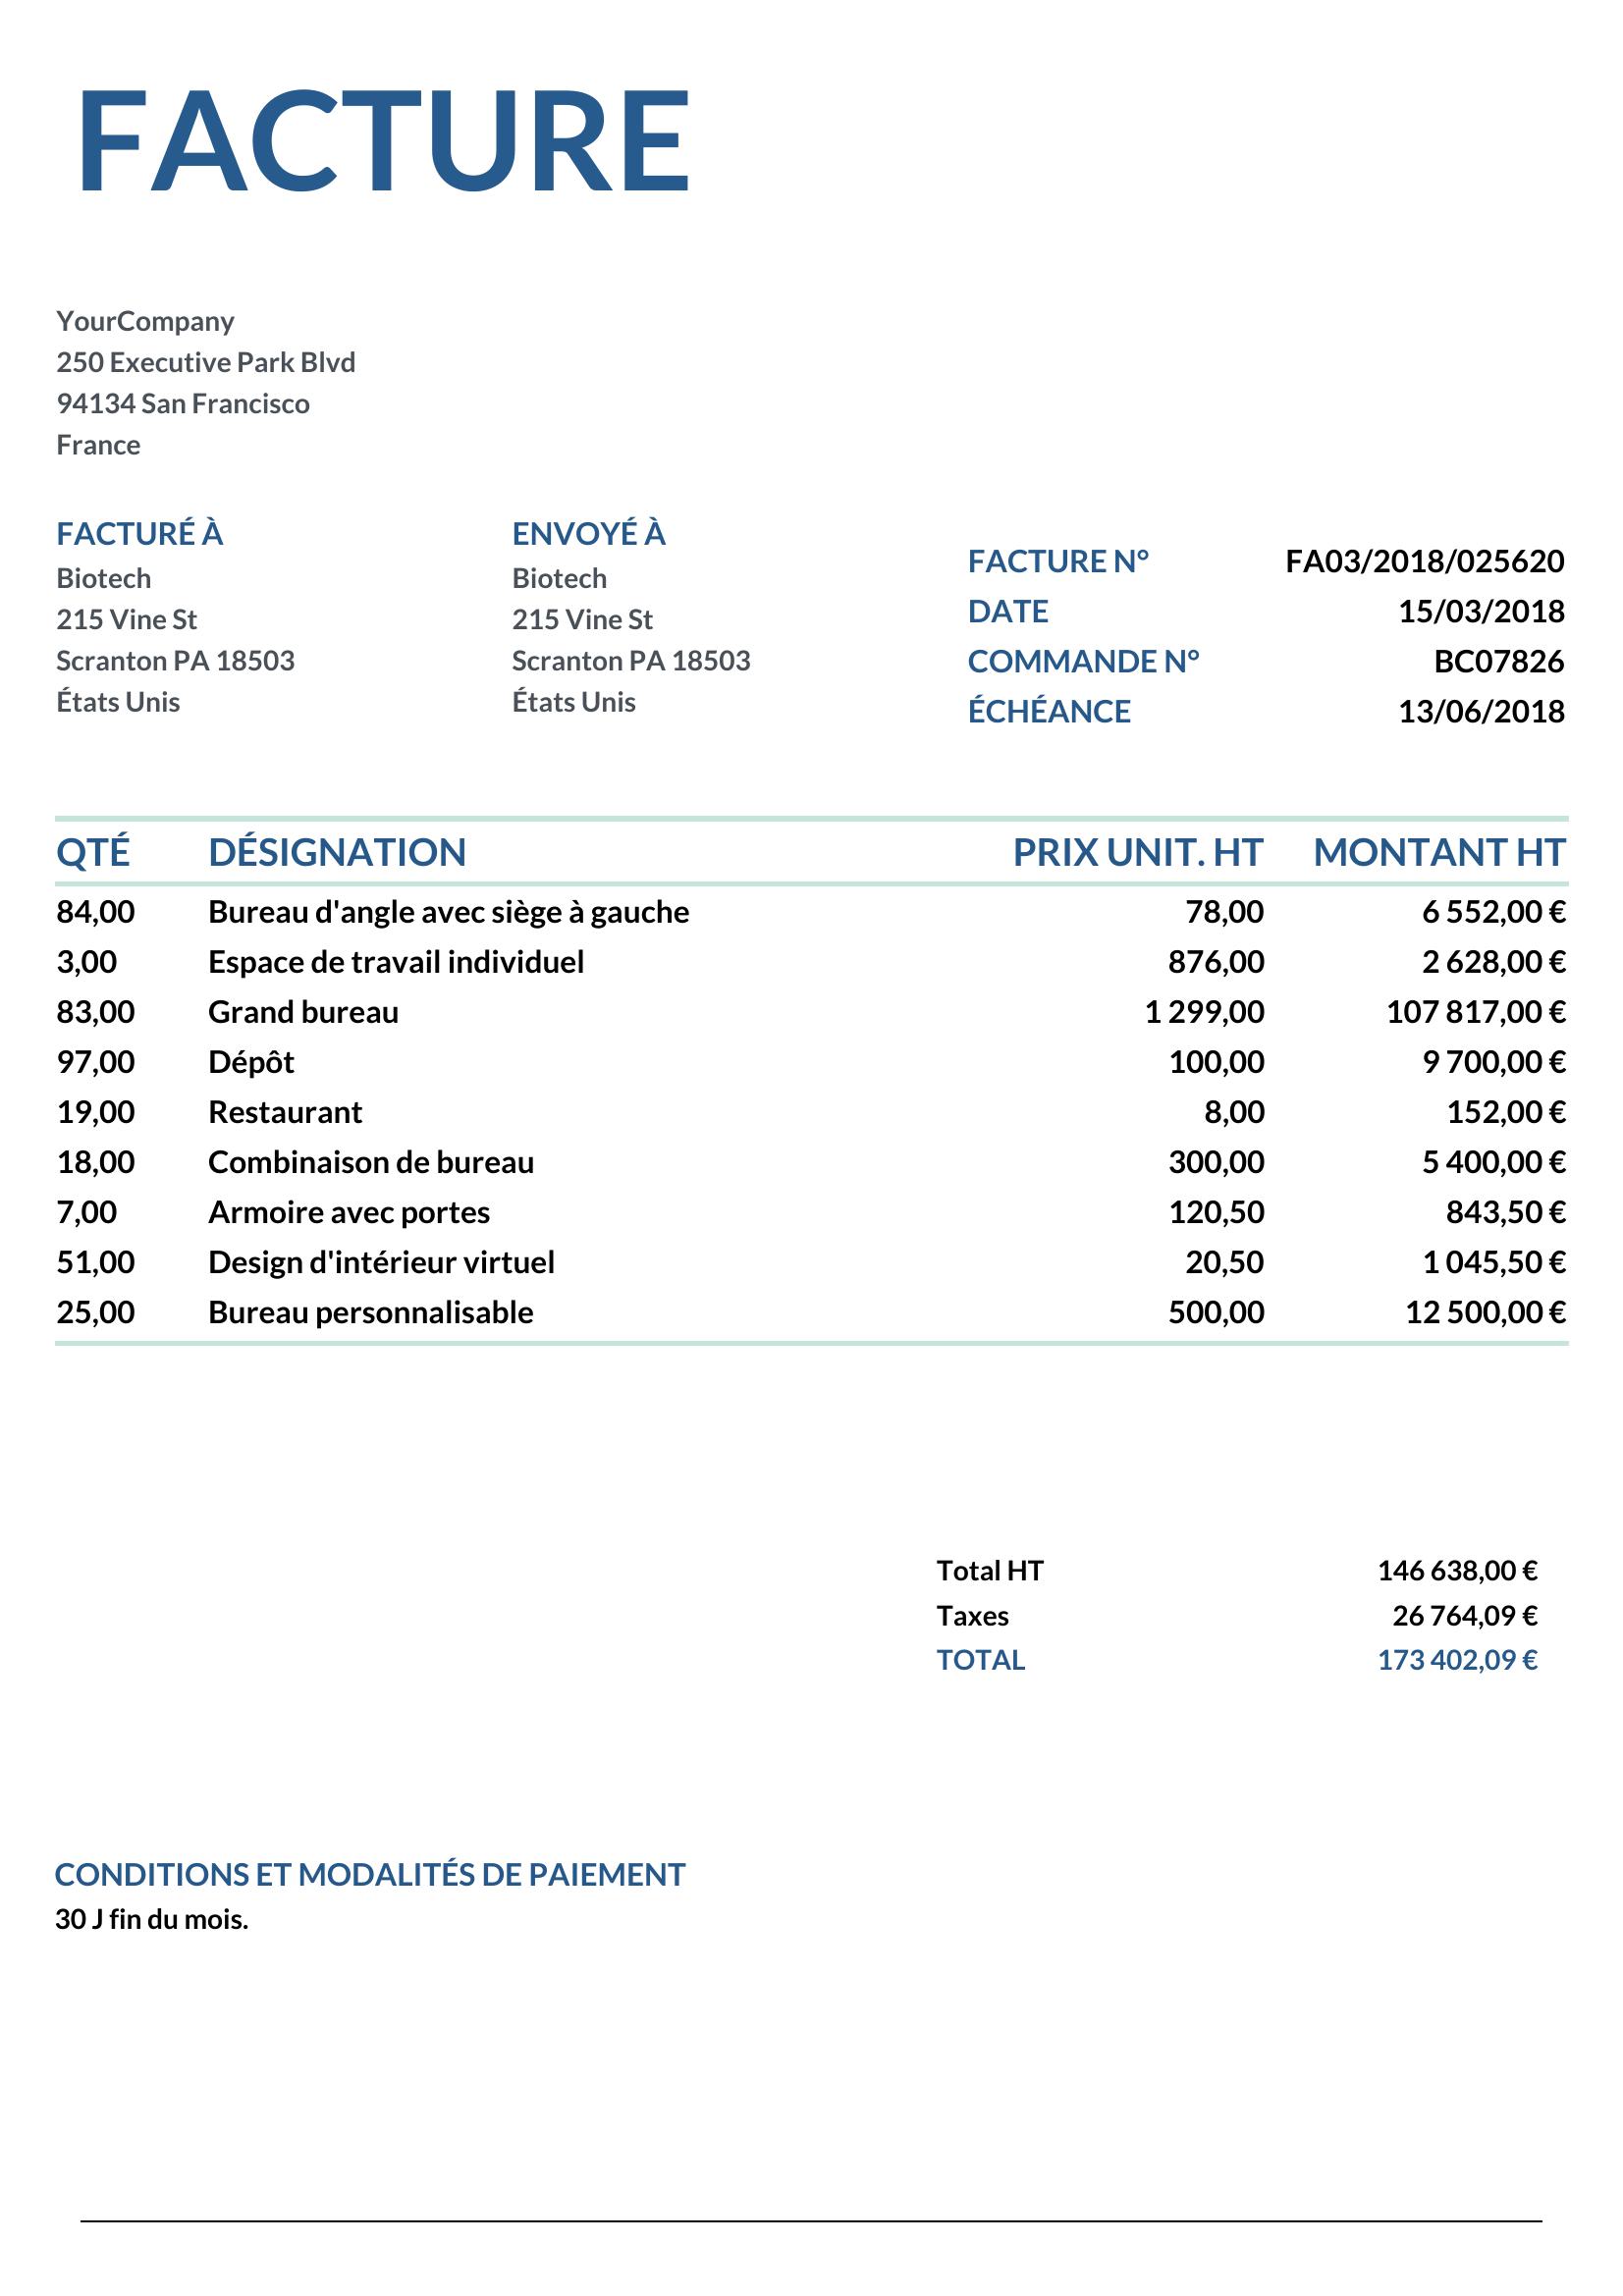 FACTURE
YourCompany
250 Executive Park Blvd
94134 San Francisco
France
FACTURÉ À
Biotech
215 Vine St
Scranton PA 18503
États Unis
ENVOYÉ À
Biotech
215 Vine St
Scranton PA 18503
États Unis
FACTURE N° FA03/2018/025620
DATE 15/03/2018
COMMANDE N° BC07826
ÉCHÉANCE 13/06/2018
QTÉ DÉSIGNATION PRIX UNIT. HT MONTANT HT
84,00 Bureau d'angle avec siège à gauche 78,00 6 552,00 €
3,00 Espace de travail individuel 876,00 2 628,00 €
83,00 Grand bureau 1 299,00 107 817,00 €
97,00 Dépôt 100,00 9 700,00 €
19,00 Restaurant 8,00 152,00 €
18,00 Combinaison de bureau 300,00 5 400,00 €
7,00 Armoire avec portes 120,50 843,50 €
51,00 Design d'intérieur virtuel 20,50 1 045,50 €
25,00 Bureau personnalisable 500,00 12 500,00 €
Total HT 146 638,00 €
Taxes 26 764,09 €
TOTAL 173 402,09 €
CONDITIONS ET MODALITÉS DE PAIEMENT
30 J fin du mois.